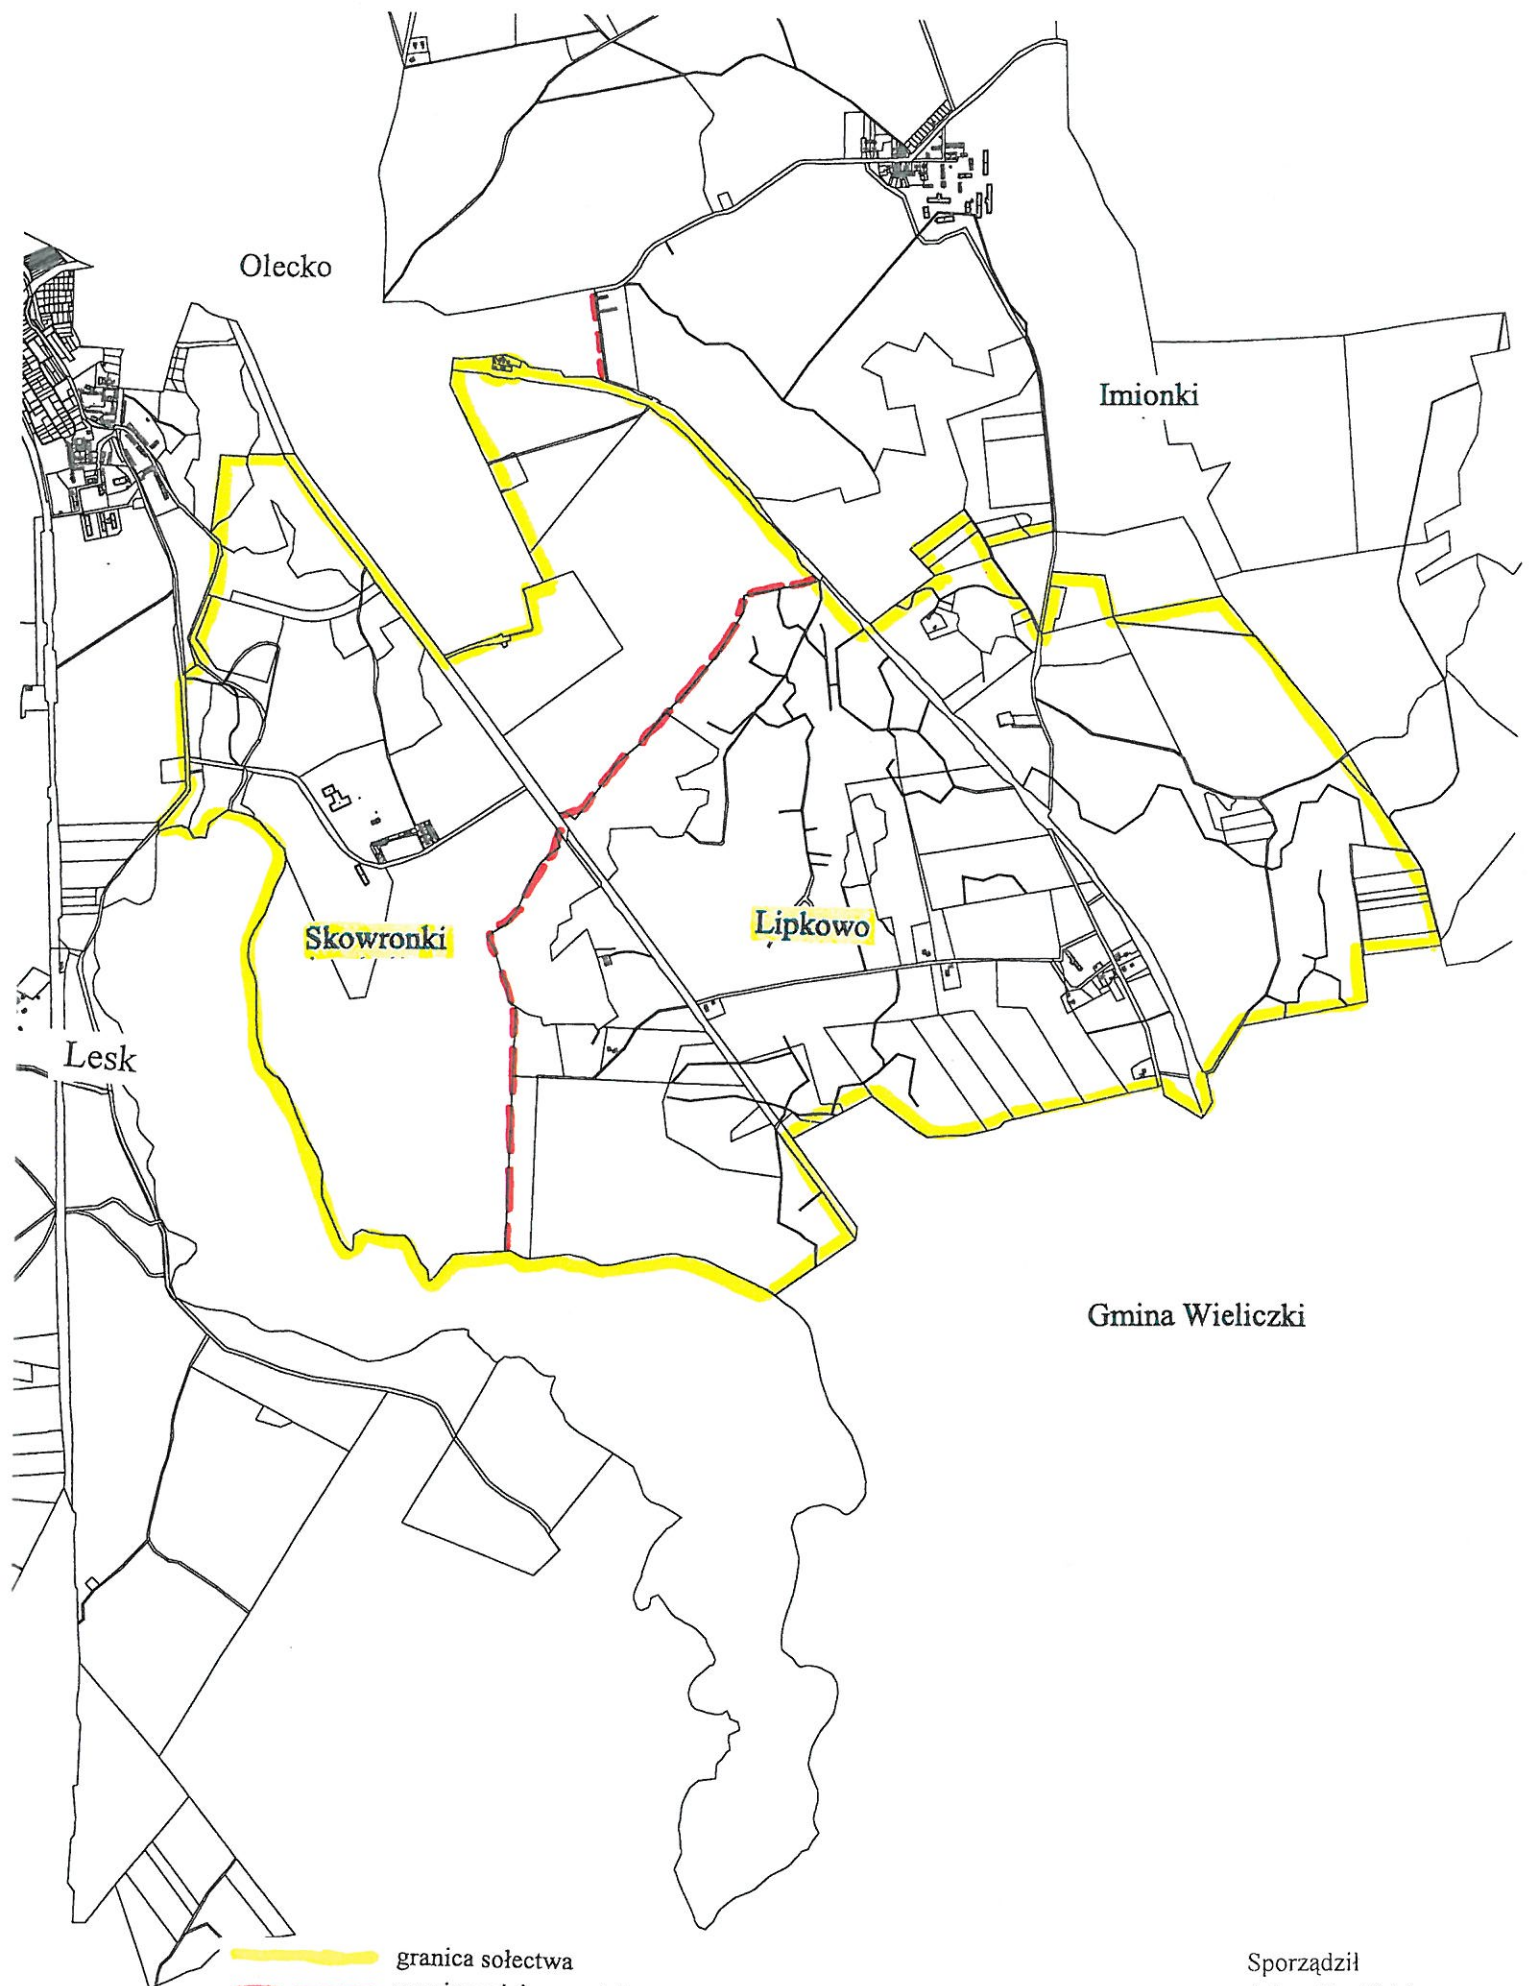 Olecko
Imionki
Skowronki
Lipkowo
Lesk
Gmina Wieliczki
granica sołectwa
Sporządził